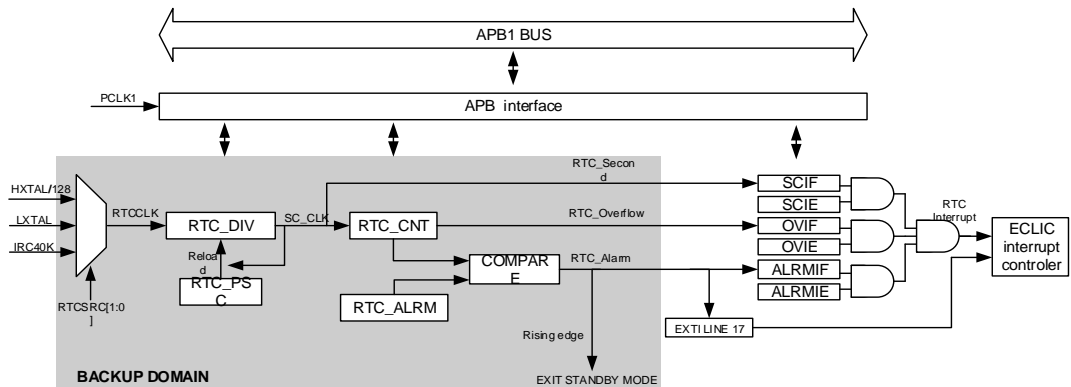 APB1 BUS
PCLK1
APB interface
HXTAL/128
LXTAL
IRC40K
RTCCLK
RTCSRC[1:0
]
RTC_DIV
Reloa
d
RTC_PS
C
SC_CLK
RTC_CNT
RTC_ALRM
COMPAR
E
RTC_Secon
d
RTC_Overflow
RTC_Alarm
Rising edge
EXIT STANDBY MODE
BACKUP DOMAIN
SCIF
SCIE
OVIF
OVIE
ALRMIF
ALRMIE
EXTI LINE 17
RTC
Interrupt
ECLIC
interrupt
controler